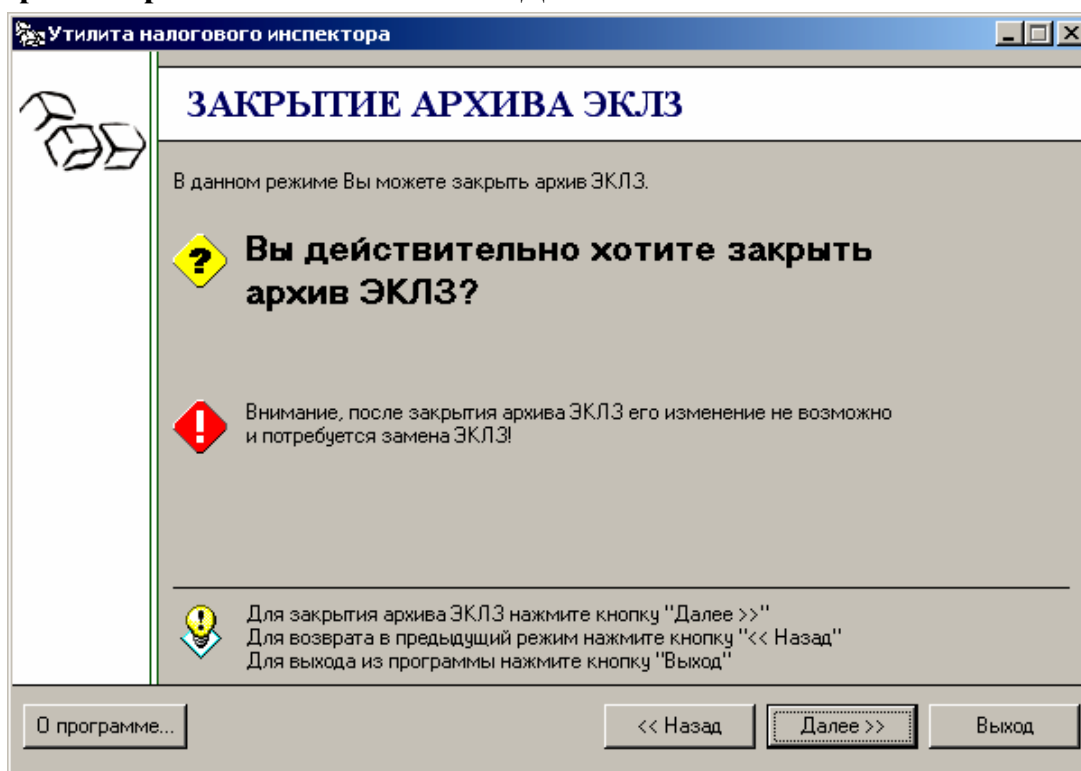 Утилита налогового инспектора
ЗАКРЫТИЕ АРХИВА ЭКЛЗ
В данном режиме Вы можете закрыть архив ЭКЛЗ.
Вы действительно хотите закрыть
архив ЭКЛЗ?
Внимание, после закрытия архива ЭКЛЗ его изменение не возможно
и потребуется замена ЭКЛЗ!
Для закрытия архива ЭКЛЗ нажмите кнопку "Далее >>"
Для возврата в предыдущий режим нажмите кнопку "<< Назад"
Для выхода из программы нажмите кнопку "Выход"
О программе... << Назад Далее >> Выход